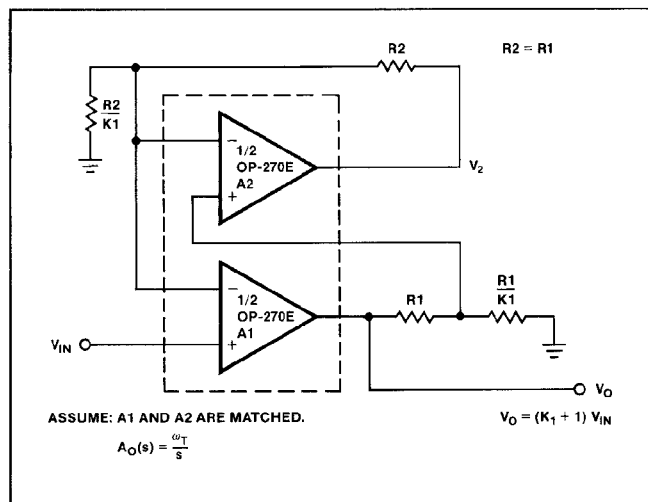 R2
R2 = R1
R2
K1
−
1/2
OP-270E
A2
+
V2
−
1/2
OP-270E
A1
+
R1
R1
K1
VIN
VO
ASSUME: A1 AND A2 ARE MATCHED.
VO = (K1 + 1) VIN
AO(s) = ωT
s